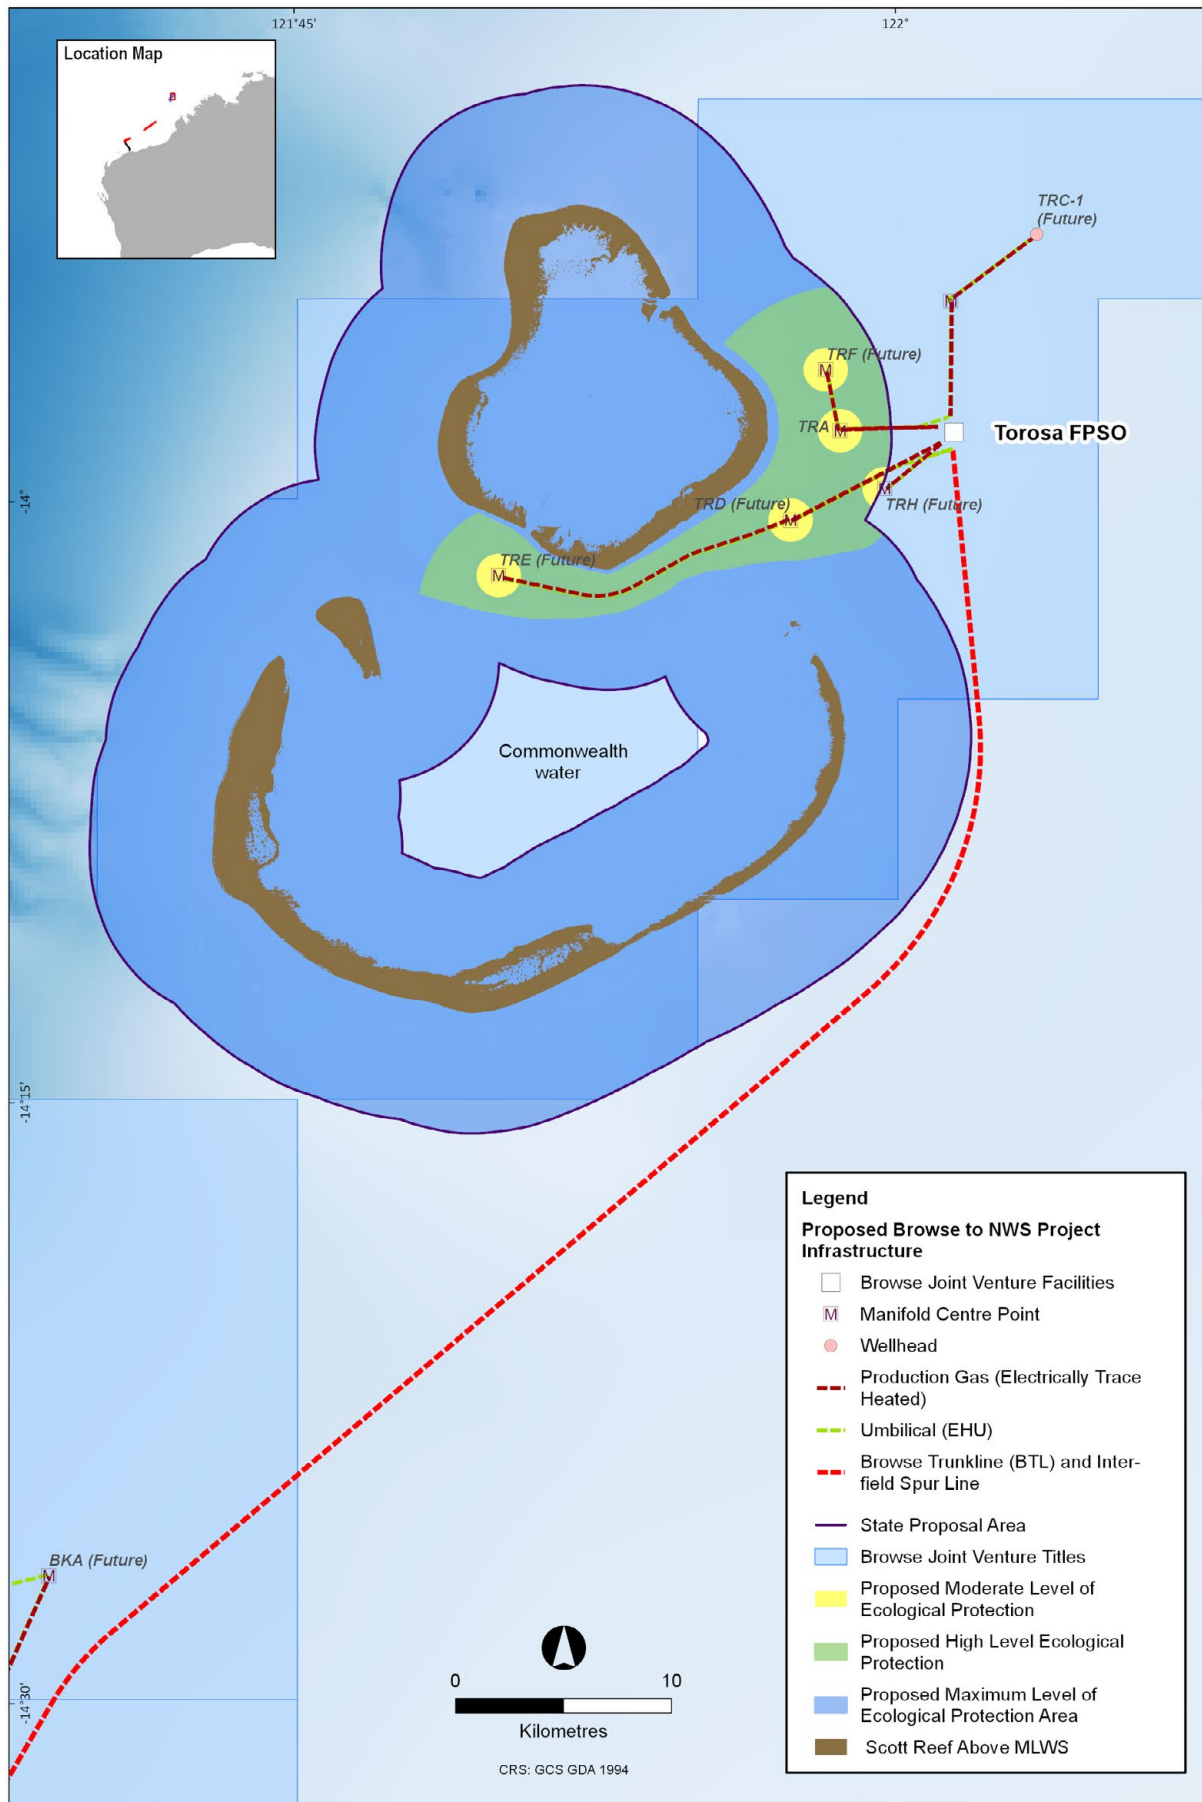 121°45'
122°
Location Map
TRC-1
(Future)
M
TRF (Future)
M
TRA
M
Torosa FPSO
-14°
TRD (Future)
M
M
TRH (Future)
TRE (Future)
M
Commonwealth
water
-14°15'
Legend
Proposed Browse to NWS Project
Infrastructure
Browse Joint Venture Facilities
M Manifold Centre Point
Wellhead
Production Gas (Electrically Trace
Heated)
Umbilical (EHU)
Browse Trunkline (BTL) and Inter-
field Spur Line
State Proposal Area
Browse Joint Venture Titles
Proposed Moderate Level of
Ecological Protection
Proposed High Level Ecological
Protection
Proposed Maximum Level of
Ecological Protection Area
Scott Reef Above MLWS
BKA (Future)
M
-14°30'
0 10
Kilometres
CRS: GCS GDA 1994